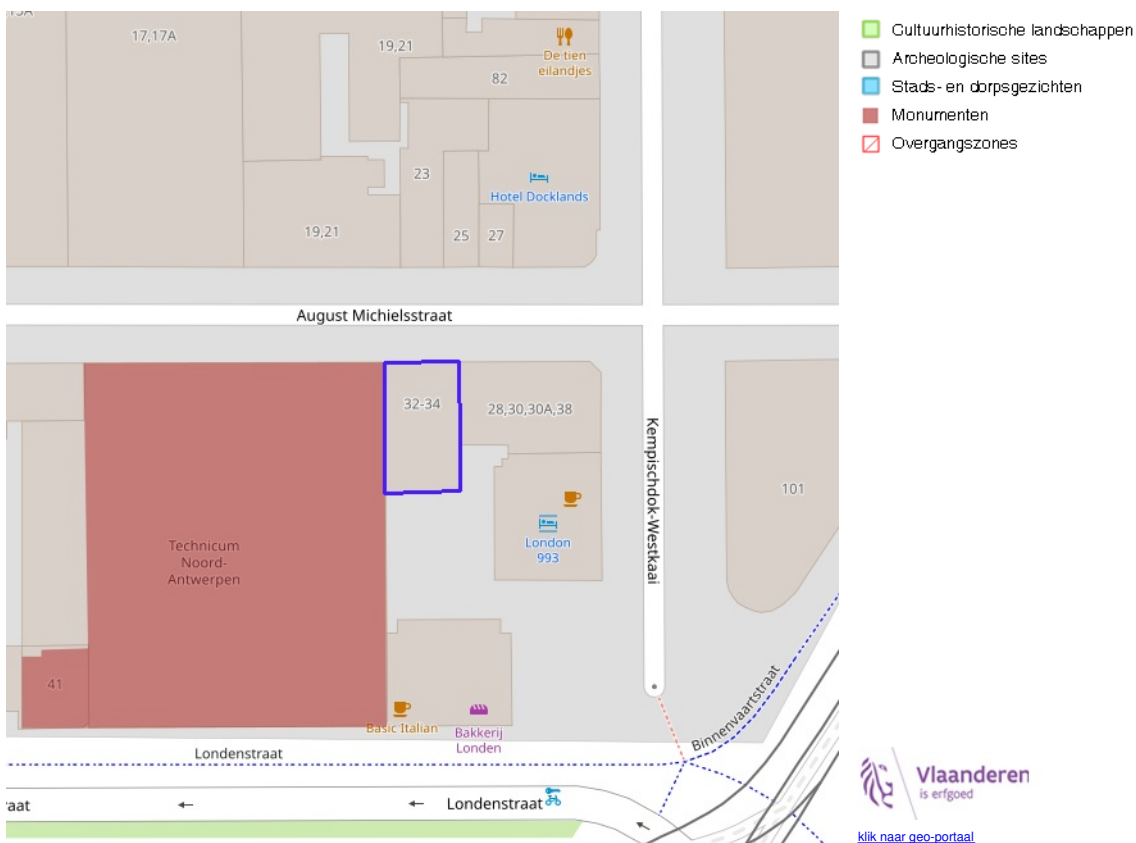 17,17A
19,21
De tien
eilandjes
82
23
Hotel Docklands
19,21
25
27
August Michielsstraat
32-34
28,30,30A,38
Kempischdok-Westkaai
101
London
993
Technicum
Noord-
Antwerpen
41
Basic Italian
Bakkerij
Londen
Binnenvaartstraat
Londenstraat
raat
Londenstraat
Cultuurhistorische landschappen
Archeologische sites
Stads- en dorpsgezichten
Monumenten
Overgangszones
Vlaanderen
is erfgoed
klik naar geo-portaal